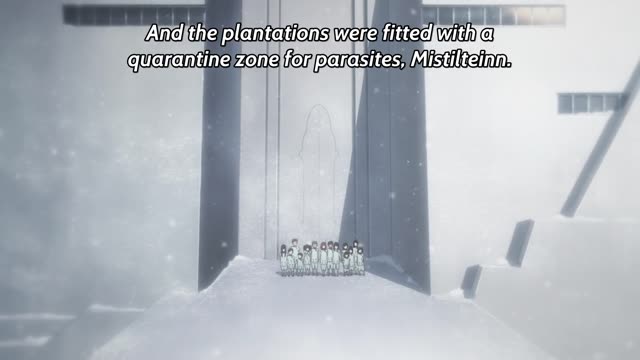 And the plantations were fitted with a
quarantine zone for parasites, Mistilteinn.